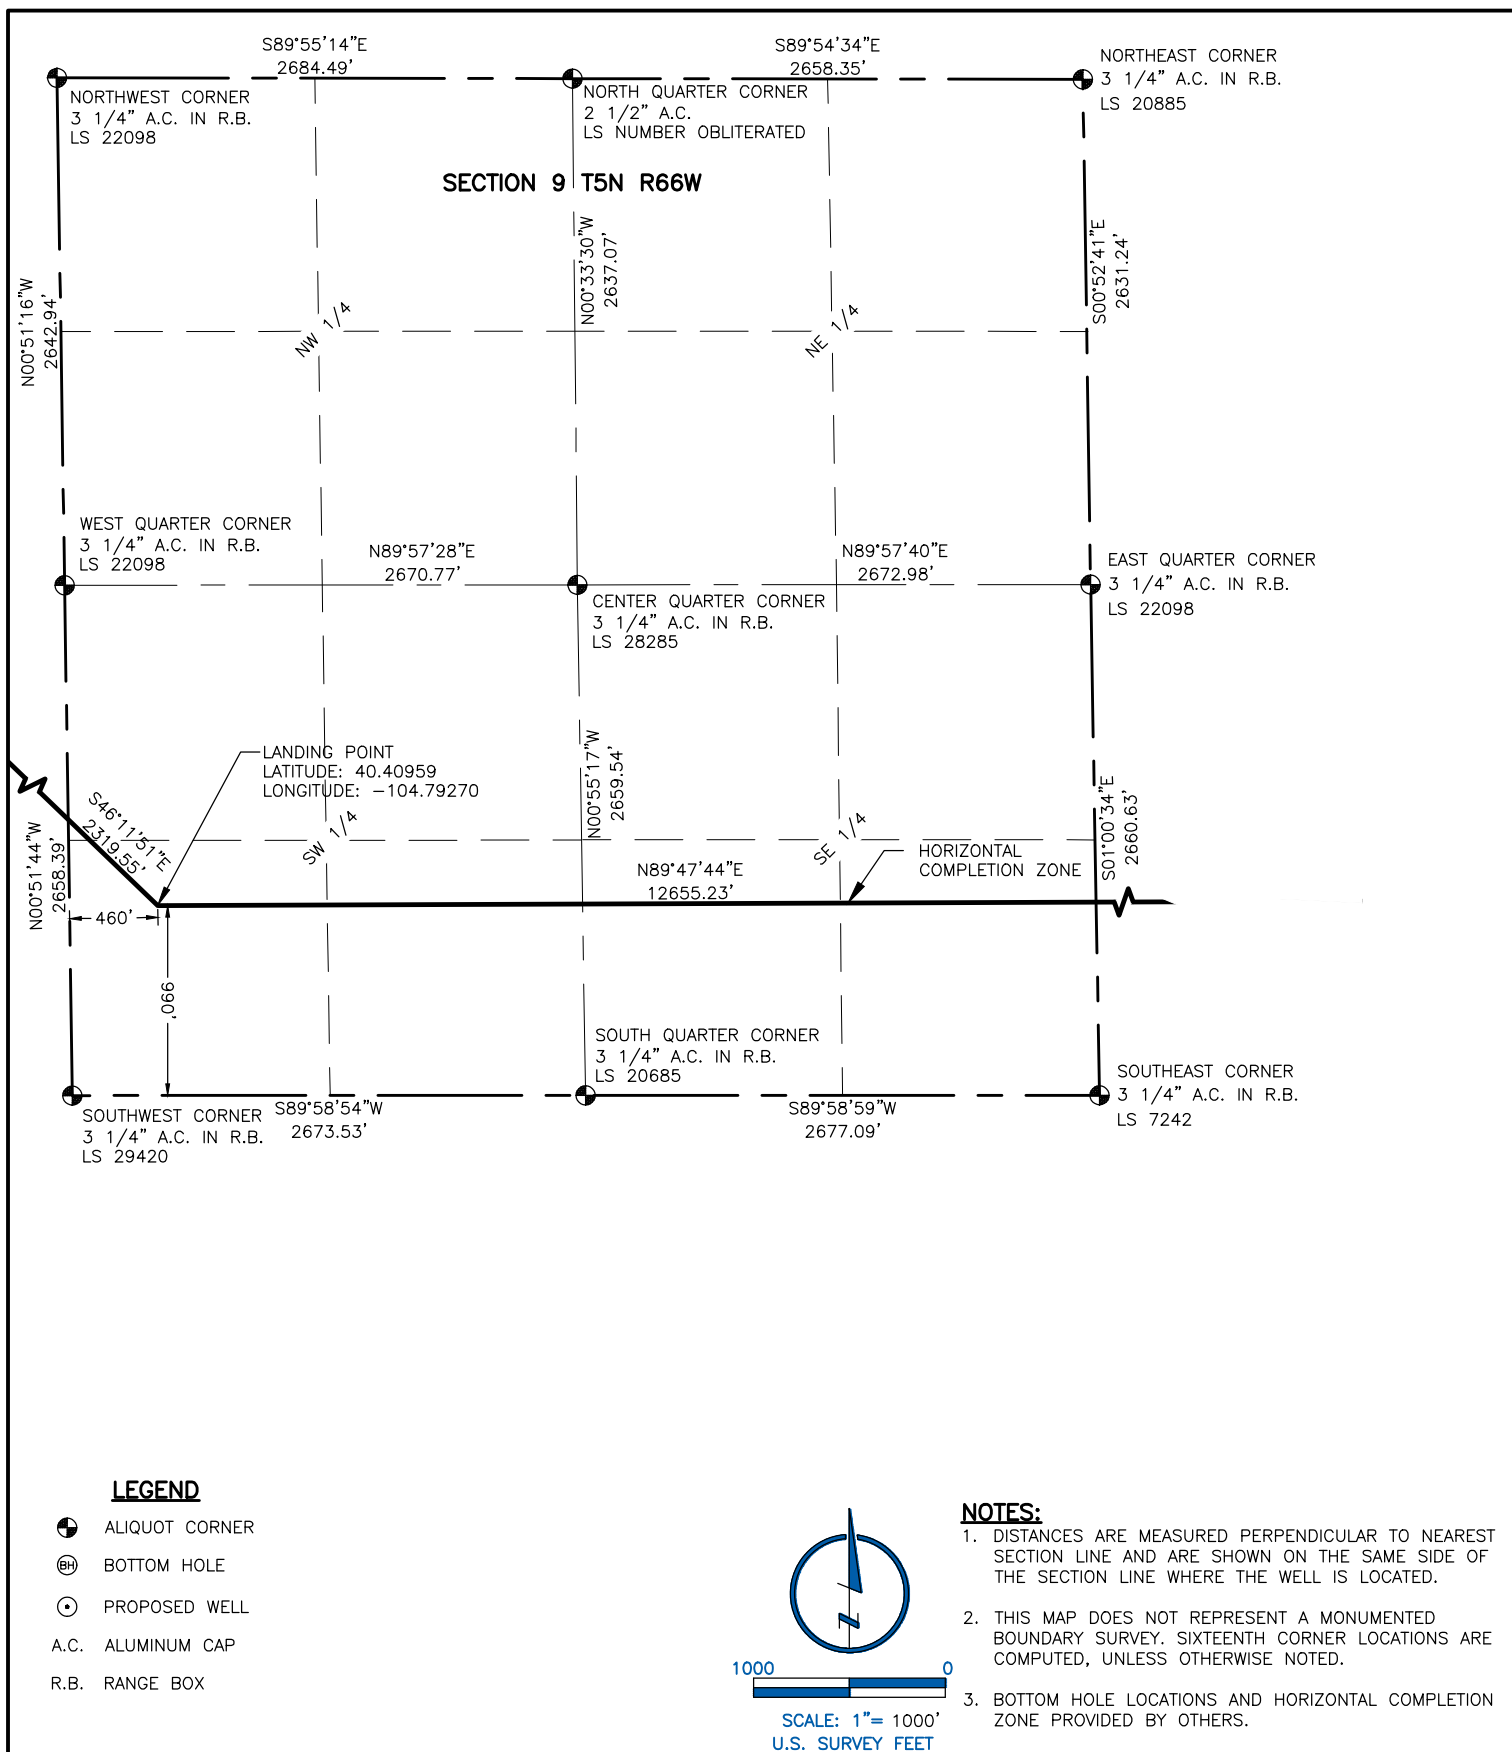 S89°55'14"E
2684.49'
S89°54'34"E
2658.35'
NORTHEAST CORNER
3 1/4" A.C. IN R.B.
LS 20885
NORTHWEST CORNER
3 1/4" A.C. IN R.B.
LS 22098
NORTH QUARTER CORNER
2 1/2" A.C.
LS NUMBER OBLITERATED
SECTION 9 T5N R66W
N00°51'16"W
2642.94'
N00°33'30"W
2637.07'
S00°52'41"E
2631.24'
NW 1/4
NE 1/4
WEST QUARTER CORNER
3 1/4" A.C. IN R.B.
LS 22098
N89°57'28"E
2670.77'
N89°57'40"E
2672.98'
EAST QUARTER CORNER
3 1/4" A.C. IN R.B.
LS 22098
CENTER QUARTER CORNER
3 1/4" A.C. IN R.B.
LS 28285
LANDING POINT
LATITUDE: 40.40959
LONGITUDE: -104.79270
S46°11'51"E
2319.55'
N00°51'44"W
2658.39'
N00°55'17"W
2659.54'
S01°00'34"E
2660.63'
SW 1/4
SE 1/4
HORIZONTAL
COMPLETION ZONE
N89°47'44"E
12655.23'
460'
990'
SOUTH QUARTER CORNER
3 1/4" A.C. IN R.B.
LS 20685
SOUTHWEST CORNER
3 1/4" A.C. IN R.B.
LS 29420
S89°58'54"W
2673.53'
S89°58'59"W
2677.09'
SOUTHEAST CORNER
3 1/4" A.C. IN R.B.
LS 7242
LEGEND
ALIQUOT CORNER
BH BOTTOM HOLE
PROPOSED WELL
A.C. ALUMINUM CAP
R.B. RANGE BOX
N
1000 0
SCALE: 1"= 1000'
U.S. SURVEY FEET
NOTES:
1. DISTANCES ARE MEASURED PERPENDICULAR TO NEAREST
SECTION LINE AND ARE SHOWN ON THE SAME SIDE OF
THE SECTION LINE WHERE THE WELL IS LOCATED.
2. THIS MAP DOES NOT REPRESENT A MONUMENTED
BOUNDARY SURVEY. SIXTEENTH CORNER LOCATIONS ARE
COMPUTED, UNLESS OTHERWISE NOTED.
3. BOTTOM HOLE LOCATIONS AND HORIZONTAL COMPLETION
ZONE PROVIDED BY OTHERS.